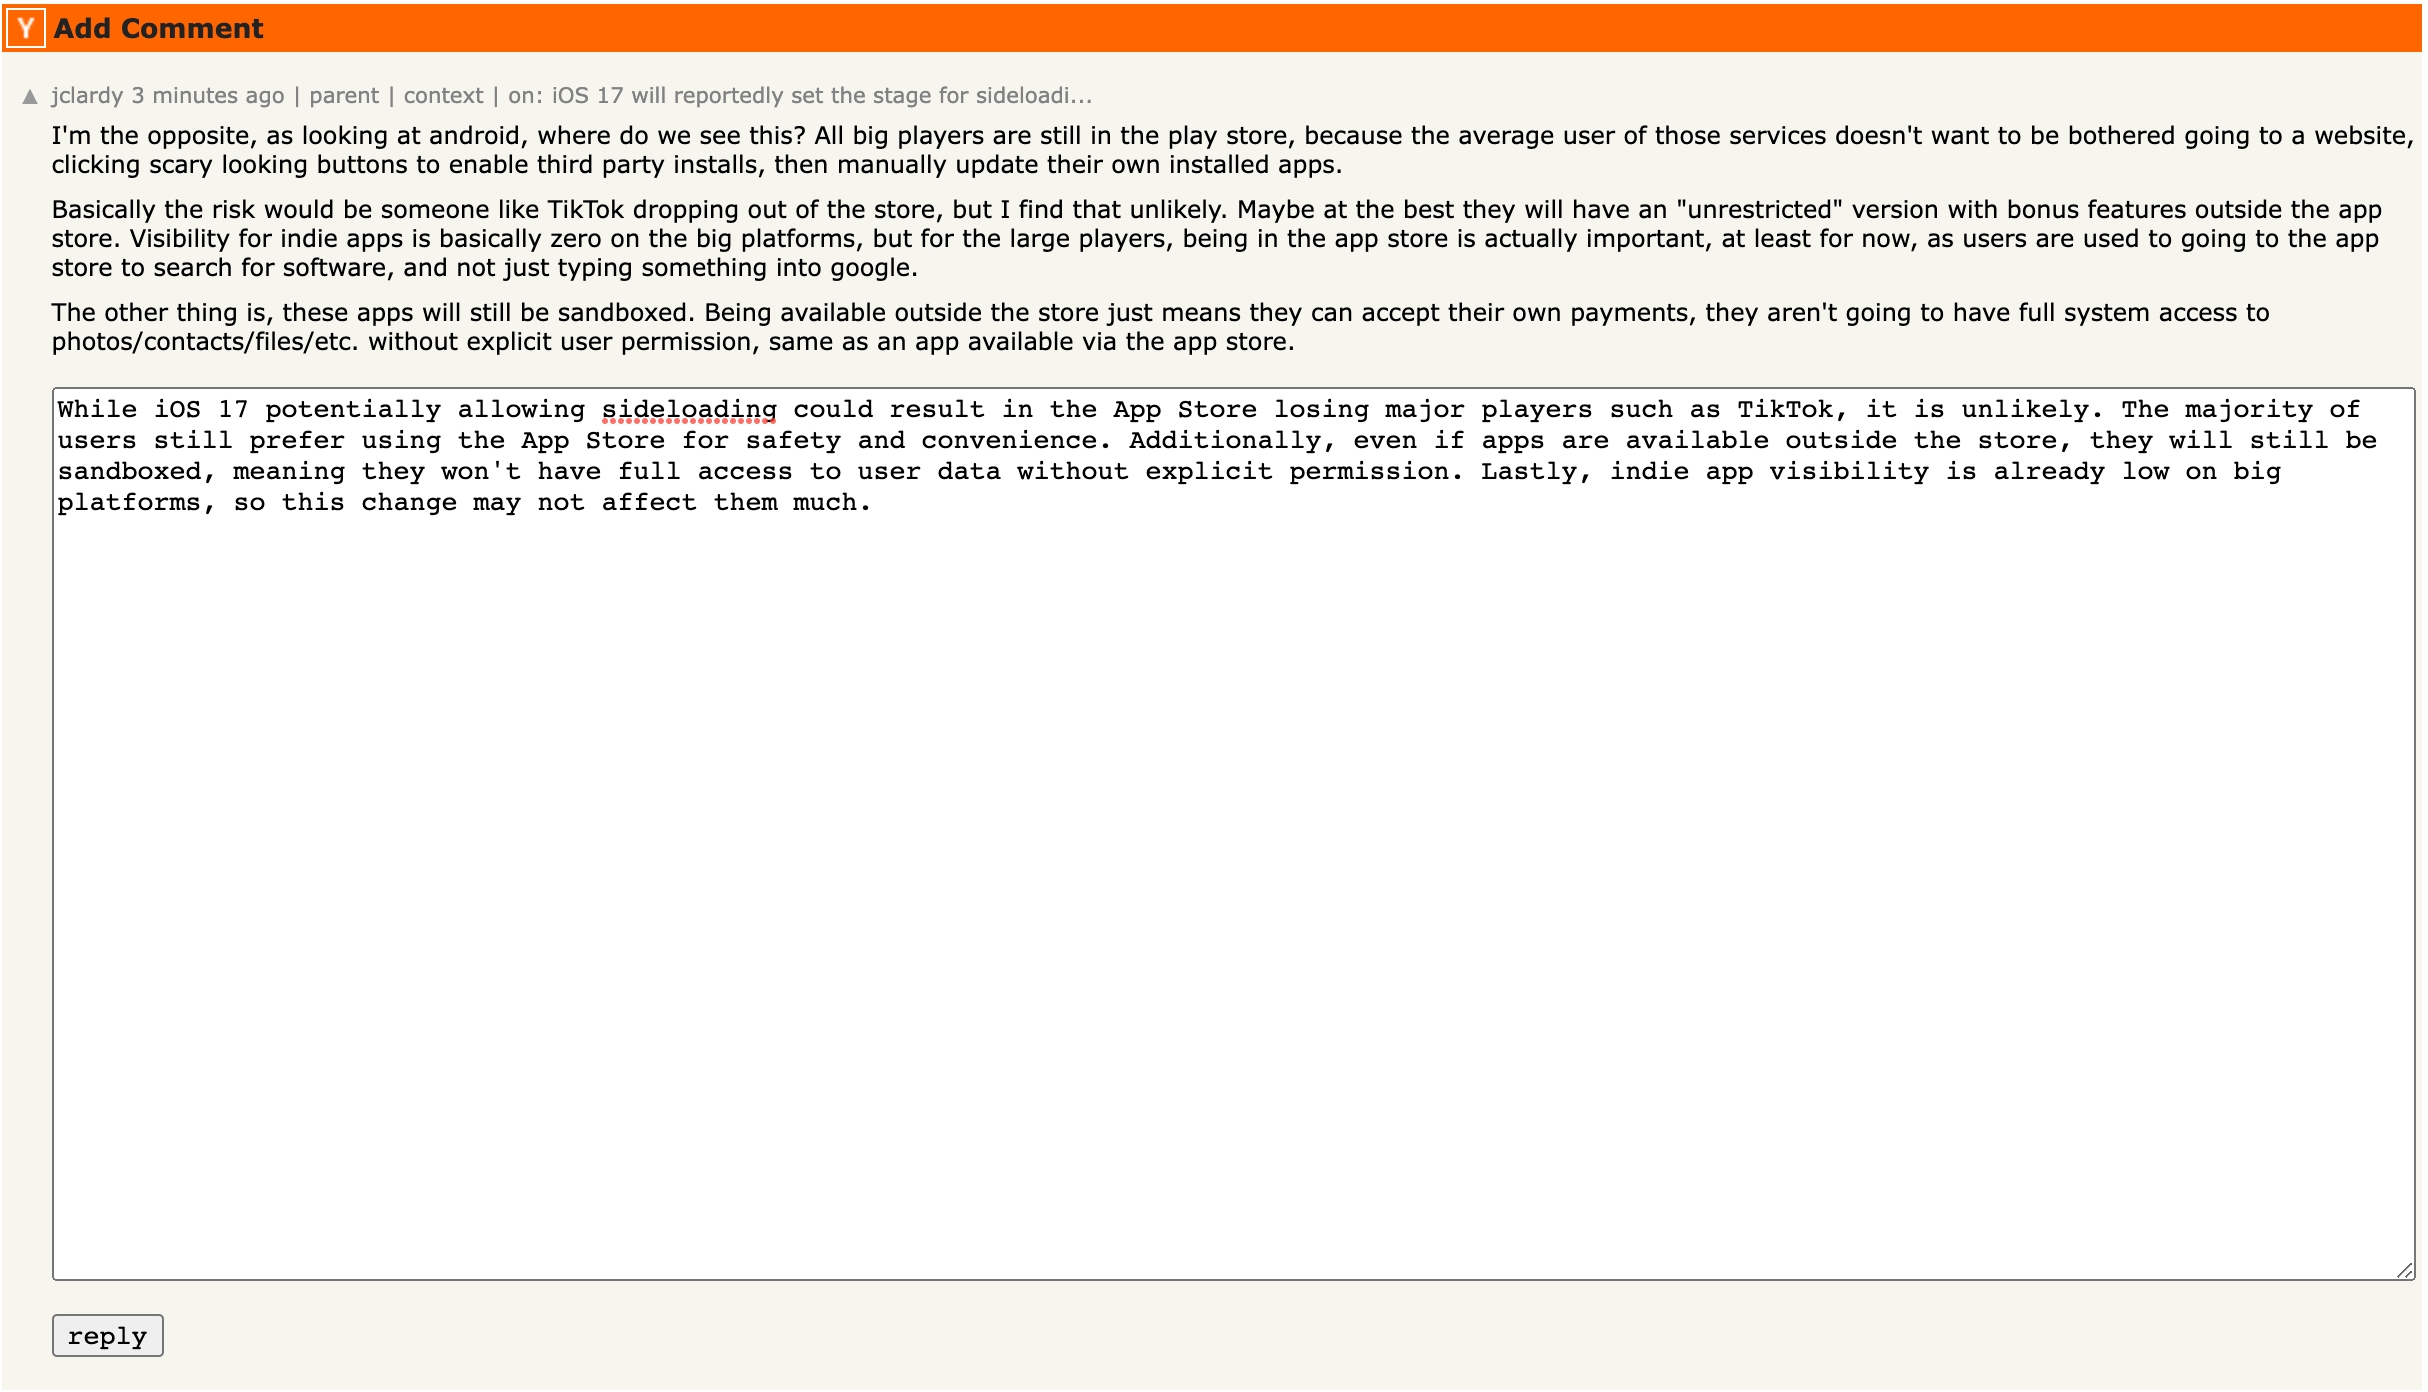 Y Add Comment
▲ jclardy 3 minutes ago | parent | context | on: iOS 17 will reportedly set the stage for sideloadi...
I'm the opposite, as looking at android, where do we see this? All big players are still in the play store, because the average user of those services doesn't want to be bothered going to a website,
clicking scary looking buttons to enable third party installs, then manually update their own installed apps.
Basically the risk would be someone like TikTok dropping out of the store, but I find that unlikely. Maybe at the best they will have an "unrestricted" version with bonus features outside the app
store. Visibility for indie apps is basically zero on the big platforms, but for the large players, being in the app store is actually important, at least for now, as users are used to going to the app
store to search for software, and not just typing something into google.
The other thing is, these apps will still be sandboxed. Being available outside the store just means they can accept their own payments, they aren't going to have full system access to
photos/contacts/files/etc. without explicit user permission, same as an app available via the app store.
While iOS 17 potentially allowing sideloading could result in the App Store losing major players such as TikTok, it is unlikely. The majority of
users still prefer using the App Store for safety and convenience. Additionally, even if apps are available outside the store, they will still be
sandboxed, meaning they won't have full access to user data without explicit permission. Lastly, indie app visibility is already low on big
platforms, so this change may not affect them much.
reply